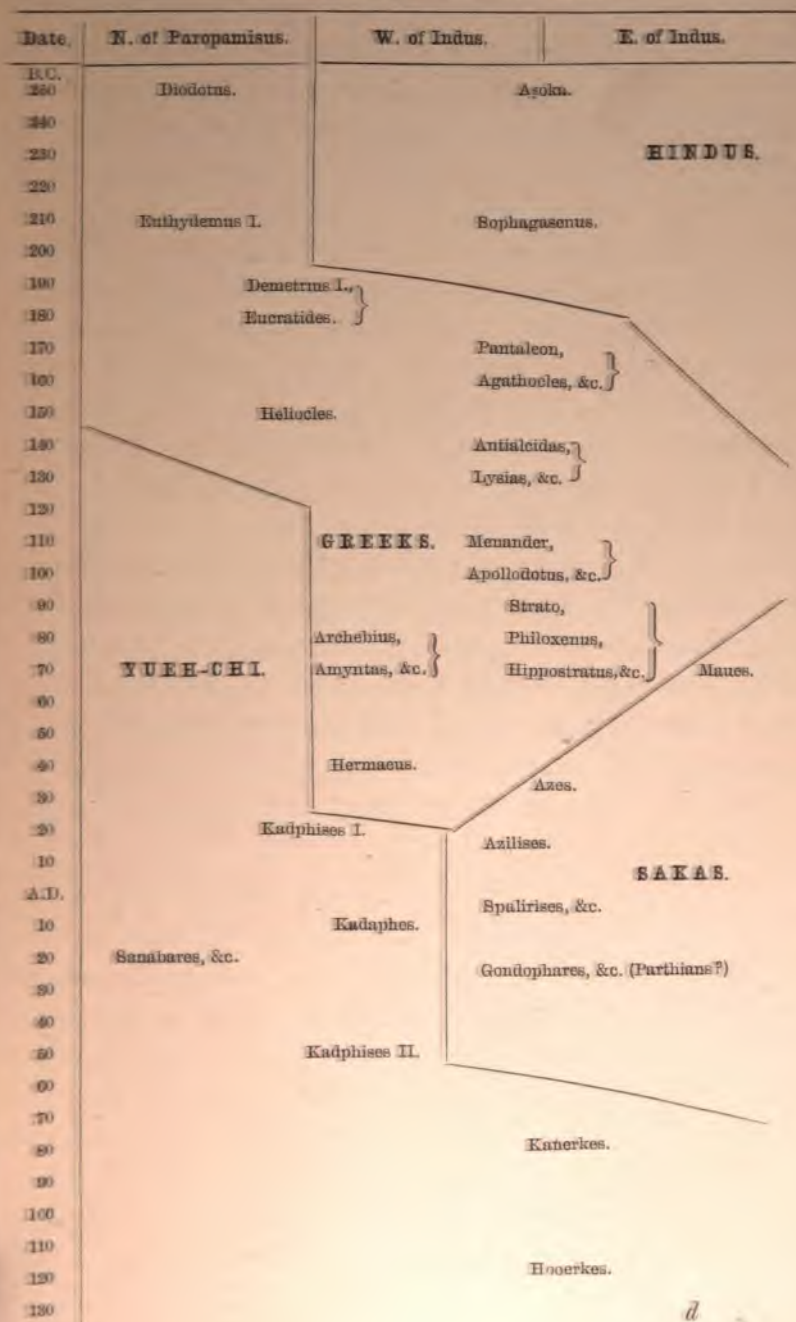 Date. N. of Paropamisus. W. of Indus. E. of Indus.
B.C.
250 Diodotus. Aşoka.
240
230 HINDUS.
220
210 Euthydemus I. Sophagasenus.
200
190 Demetrius I.,
180 Eucratides.
170 Pantaleon,
160 Agathocles, &c.
150 Heliocles.
140 Antialcidas,
130 Lysias, &c.
120
110 GREEKS. Menander,
100 Apollodotus, &c.
90 Strato,
80 Archebius, Philoxenus,
70 YUEH-CHI. Amyntas, &c. Hippostratus, &c. Maues.
60
50
40 Hermaeus.
30 Azes.
20 Kadphises I. Azilises.
10 SAKAS.
A.D. Spalirises, &c.
10 Kadaphes.
20 Sanabares, &c. Gondophares, &c. (Parthians?)
30
40
50 Kadphises II.
60
70
80 Kanerkes.
90
100
110
120 Hooerkes.
130 d